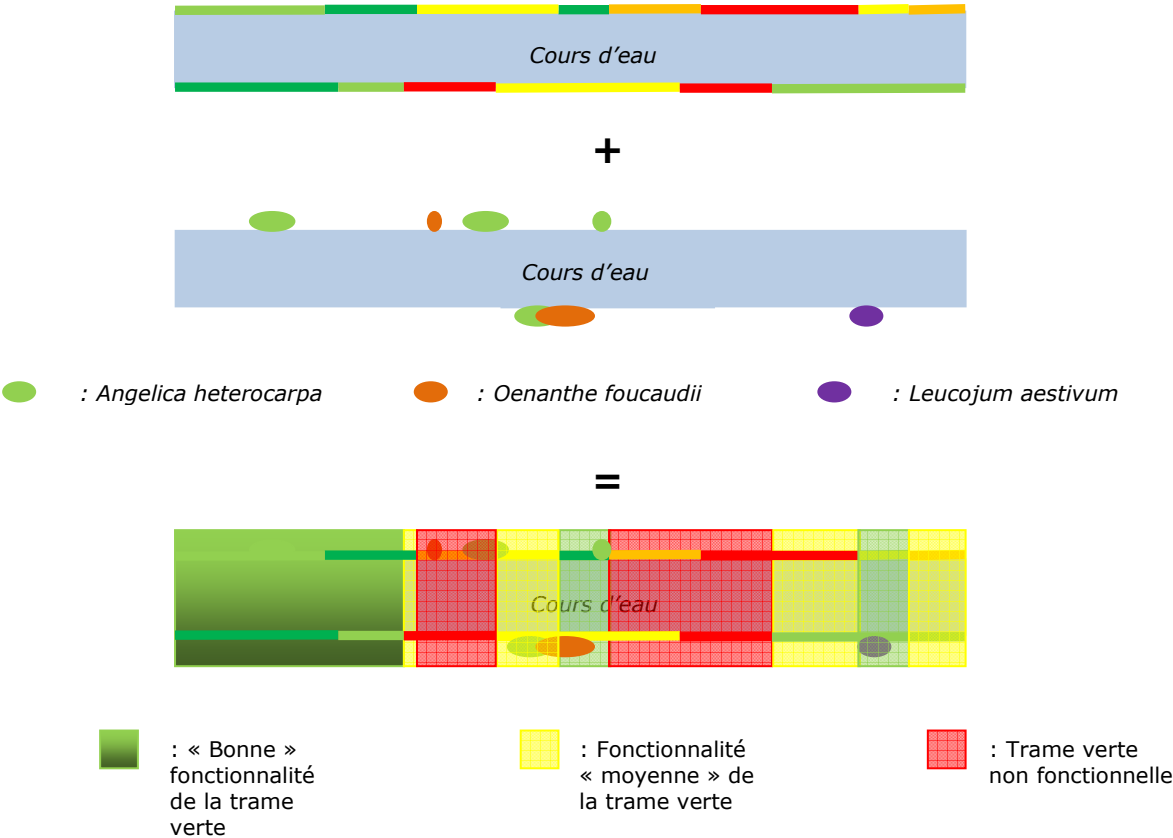 Cours d'eau
+
Cours d'eau
: Angelica heterocarpa
: Oenanthe foucaudii
: Leucojum aestivum
=
Cours d'eau
: « Bonne »
fonctionnalité
de la trame
verte
: Fonctionnalité
« moyenne » de
la trame verte
: Trame verte
non fonctionnelle